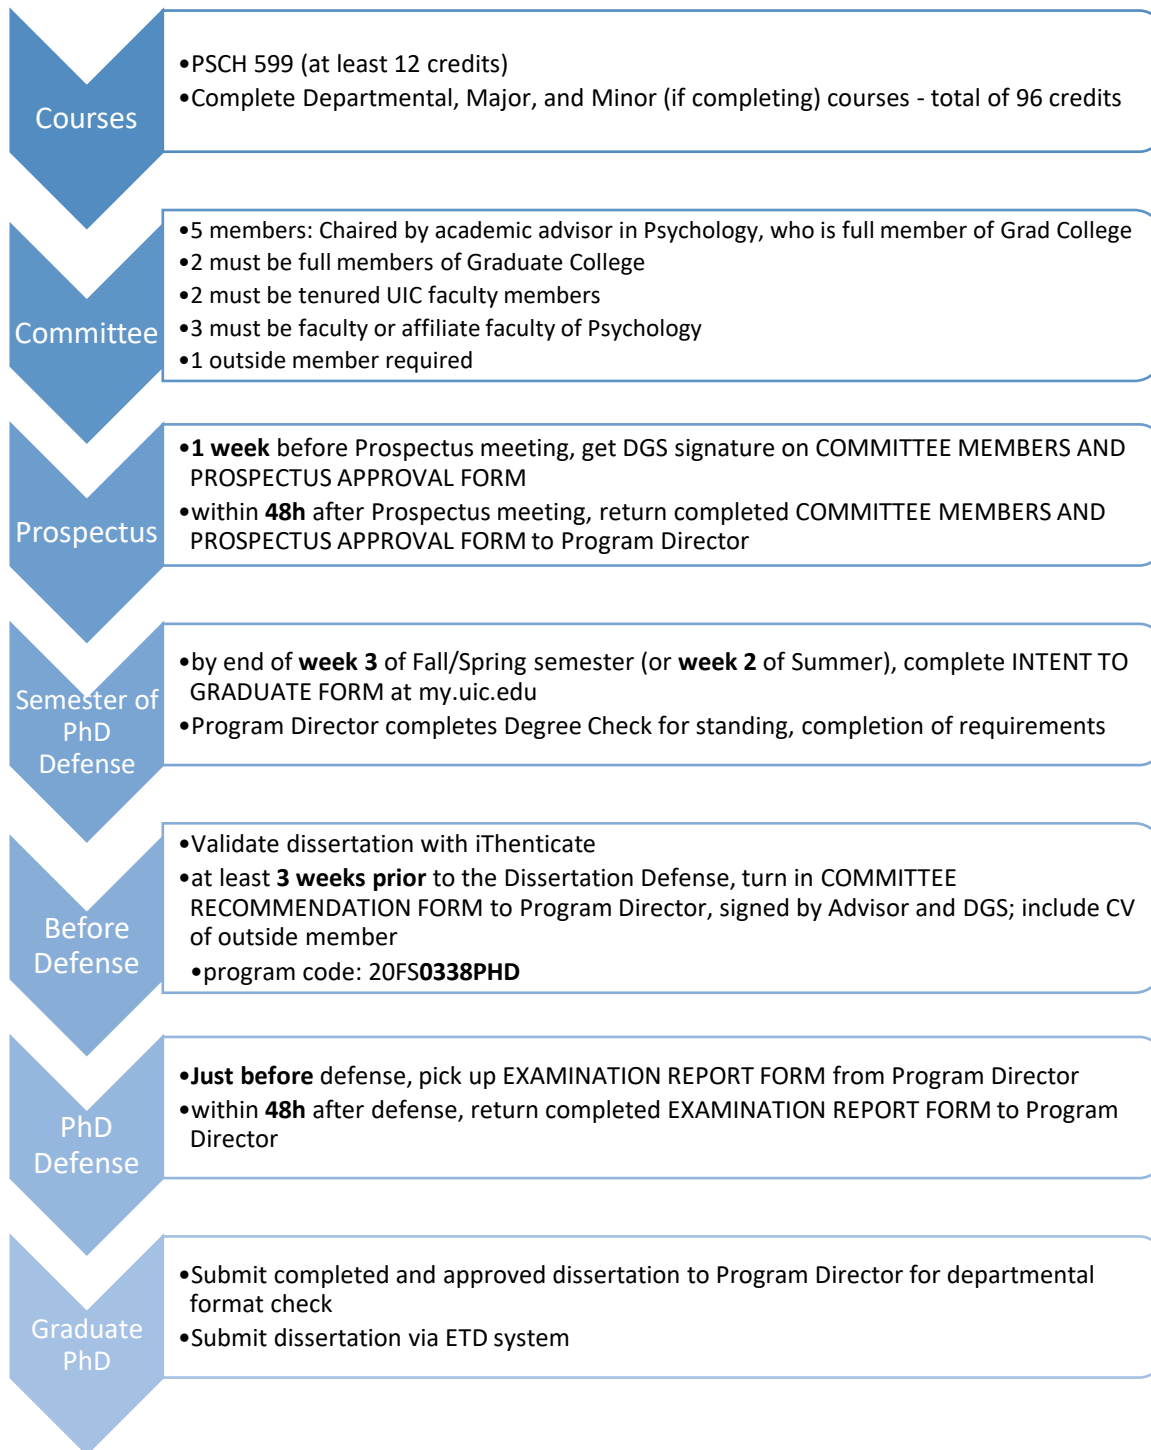 Courses
•PSCH 599 (at least 12 credits)
•Complete Departmental, Major, and Minor (if completing) courses - total of 96 credits
Committee
•5 members: Chaired by academic advisor in Psychology, who is full member of Grad College
•2 must be full members of Graduate College
•2 must be tenured UIC faculty members
•3 must be faculty or affiliate faculty of Psychology
•1 outside member required
Prospectus
•1 week before Prospectus meeting, get DGS signature on COMMITTEE MEMBERS AND
PROSPECTUS APPROVAL FORM
•within 48h after Prospectus meeting, return completed COMMITTEE MEMBERS AND
PROSPECTUS APPROVAL FORM to Program Director
Semester of
PhD
Defense
•by end of week 3 of Fall/Spring semester (or week 2 of Summer), complete INTENT TO
GRADUATE FORM at my.uic.edu
•Program Director completes Degree Check for standing, completion of requirements
Before
Defense
•Validate dissertation with iThenticate
•at least 3 weeks prior to the Dissertation Defense, turn in COMMITTEE
RECOMMENDATION FORM to Program Director, signed by Advisor and DGS; include CV
of outside member
•program code: 20FS0338PHD
PhD
Defense
•Just before defense, pick up EXAMINATION REPORT FORM from Program Director
•within 48h after defense, return completed EXAMINATION REPORT FORM to Program
Director
Graduate
PhD
•Submit completed and approved dissertation to Program Director for departmental
format check
•Submit dissertation via ETD system